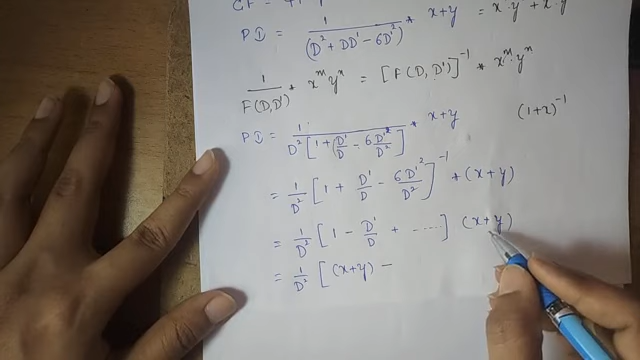 PI = 1/(D² + DD' - 6D'²) * x+y = x·y + x·y
1/F(D,D') * x^m y^n = [F(D,D')]^-1 * x^m·y^n
PI = 1/D²[1 + D'/D - 6D'²/D²] * x+y (1+z)^-1
= 1/D² [1 + D'/D - 6D'²/D²]^-1 * (x+y)
= 1/D² [1 - D'/D + .....] (x+y)
= 1/D² [(x+y) -